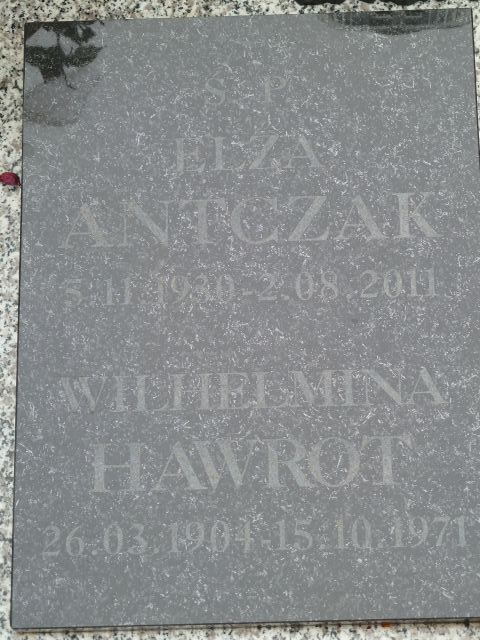 S P
ELZA
ANTCZAK
5.11.1930-2.08.2011
WILHELMINA
HAWROT
26.03.1904-15.10.1971